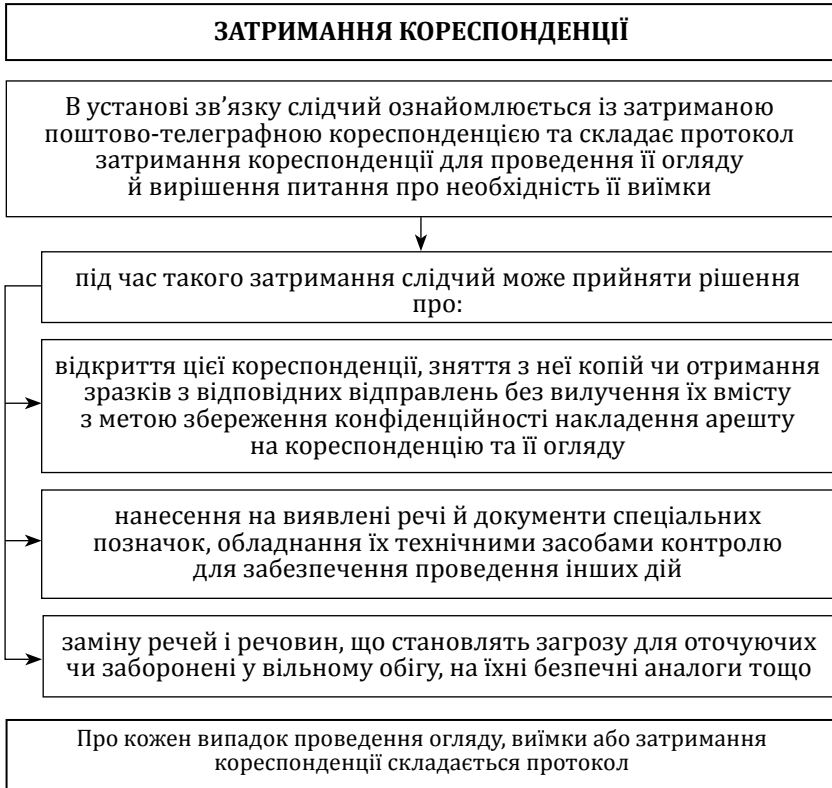 ЗАТРИМАННЯ КОРЕСПОНДЕНЦІЇ
В установі зв’язку слідчий ознайомлюється із затриманою
поштово-телеграфною кореспонденцією та складає протокол
затримання кореспонденції для проведення її огляду
й вирішення питання про необхідність її виїмки
під час такого затримання слідчий може прийняти рішення
про:
відкриття цієї кореспонденції, зняття з неї копій чи отримання
зразків з відповідних відправлень без вилучення їх вмісту
з метою збереження конфіденційності накладення арешту
на кореспонденцію та її огляду
нанесення на виявлені речі й документи спеціальних
позначок, обладнання їх технічними засобами контролю
для забезпечення проведення інших дій
заміну речей і речовин, що становлять загрозу для оточуючих
чи заборонені у вільному обігу, на їхні безпечні аналоги тощо
Про кожен випадок проведення огляду, виїмки або затримання
кореспонденції складається протокол